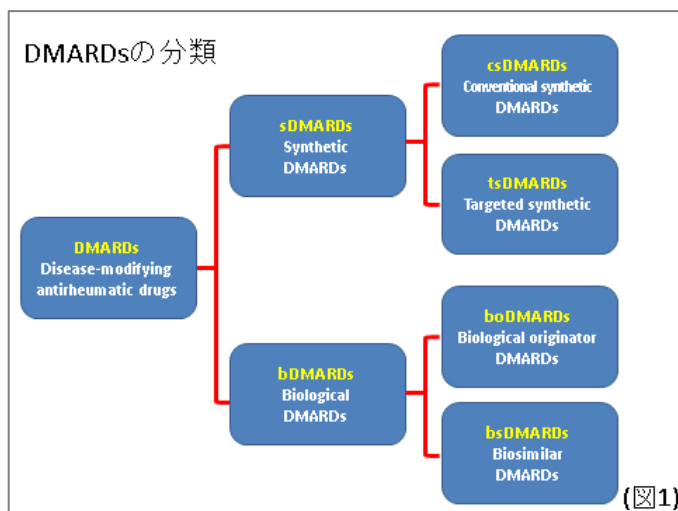 DMARDsの分類
DMARDs
Disease-modifying
antirheumatic drugs
sDMARDs
Synthetic
DMARDs
csDMARDs
Conventional synthetic
DMARDs
tsDMARDs
Targeted synthetic
DMARDs
bDMARDs
Biological
DMARDs
boDMARDs
Biological originator
DMARDs
bsDMARDs
Biosimilar
DMARDs
(図1)